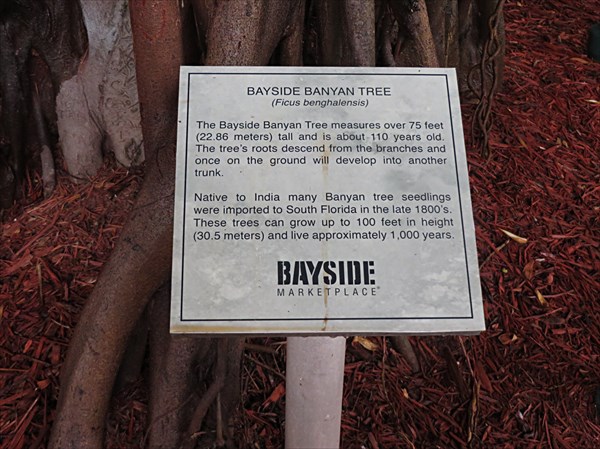 BAYSIDE BANYAN TREE
(Ficus benghalensis)
The Bayside Banyan Tree measures over 75 feet
(22.86 meters) tall and is about 110 years old.
The tree's roots descend from the branches and
once on the ground will develop into another
trunk.
Native to India many Banyan tree seedlings
were imported to South Florida in the late 1800's.
These trees can grow up to 100 feet in height
(30.5 meters) and live approximately 1,000 years.
BAYSIDE
MARKETPLACE®